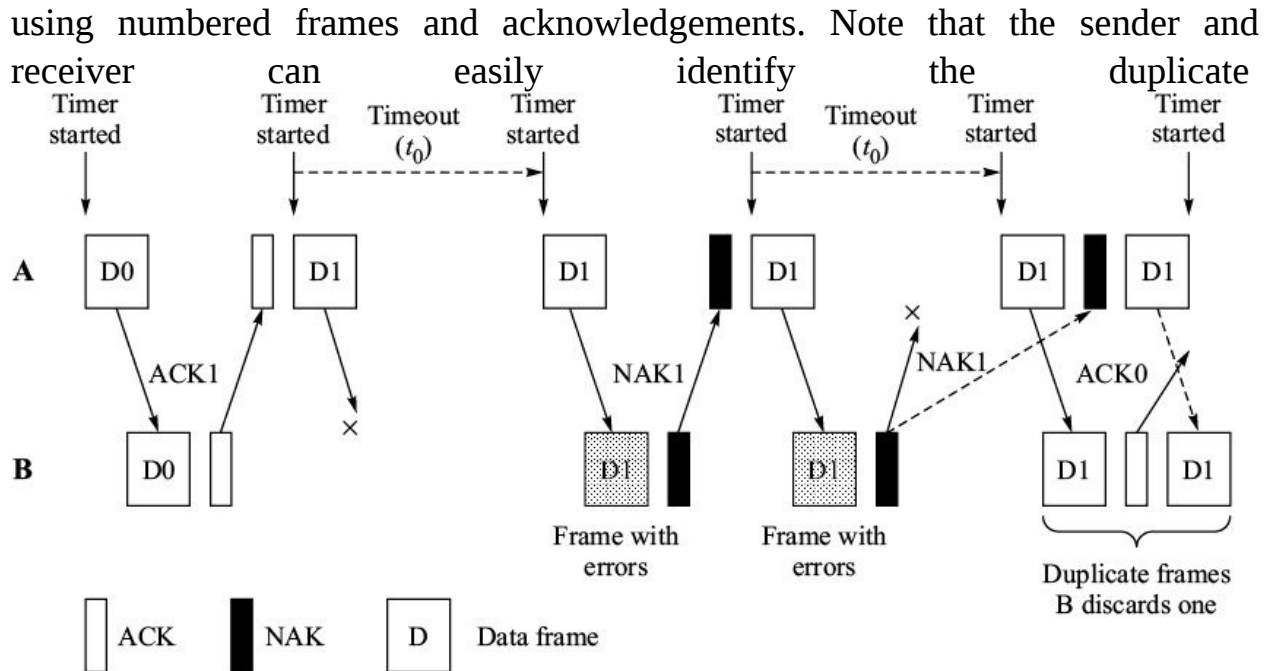 using numbered frames and acknowledgements. Note that the sender and
receiver can easily identify the duplicate
Timer started
Timer started
Timeout (t0)
Timer started
Timer started
Timeout (t0)
Timer started
Timer started
A
D0
D1
D1
D1
D1
D1
×
ACK1
NAK1
NAK1
ACK0
×
B
D0
D1
D1
D1
D1
Frame with
errors
Frame with
errors
Duplicate frames
B discards one
ACK
NAK
D
Data frame